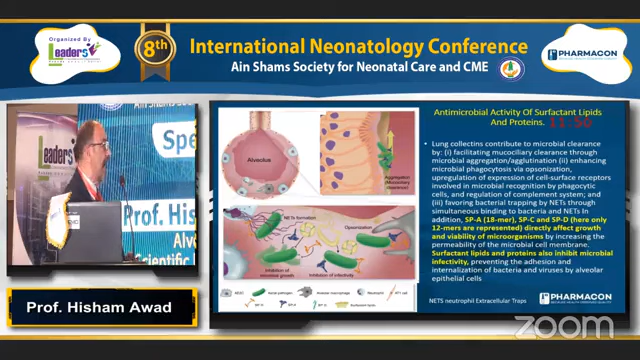 Organized By
Leaders
8th
International Neonatology Conference
Ain Shams Society for Neonatal Care and CME
PHARMACON
Leaders
Spe
Prof. Hish
Alv
Scientific
Antimicrobial Activity Of Surfactant Lipids
And Proteins.
11:50
Alveolus
Aggregation
(Mucociliary
clearance)
NETs formation
Opsonization
Inhibition of
microbial growth
Inhibition of infectivity
Lung collectins contribute to microbial clearance
by: (i) facilitating mucociliary clearance through
microbial aggregation/agglutination (ii) enhancing
microbial phagocytosis via opsonization,
upregulation of expression of cell-surface receptors
involved in microbial recognition by phagocytic
cells, and regulation of complement system; and
(iii) favoring bacterial trapping by NETs through
simultaneous binding to bacteria and NETs In
addition, SP-A (18-mer), SP-C and SP-D (here only
12-mers are represented) directly affect growth
and viability of microorganisms by increasing the
permeability of the microbial cell membrane.
Surfactant lipids and proteins also inhibit microbial
infectivity, preventing the adhesion and
internalization of bacteria and viruses by alveolar
epithelial cells
NETS neutrophil Extracellular Traps
PHARMACON
Prof. Hisham Awad
zoom